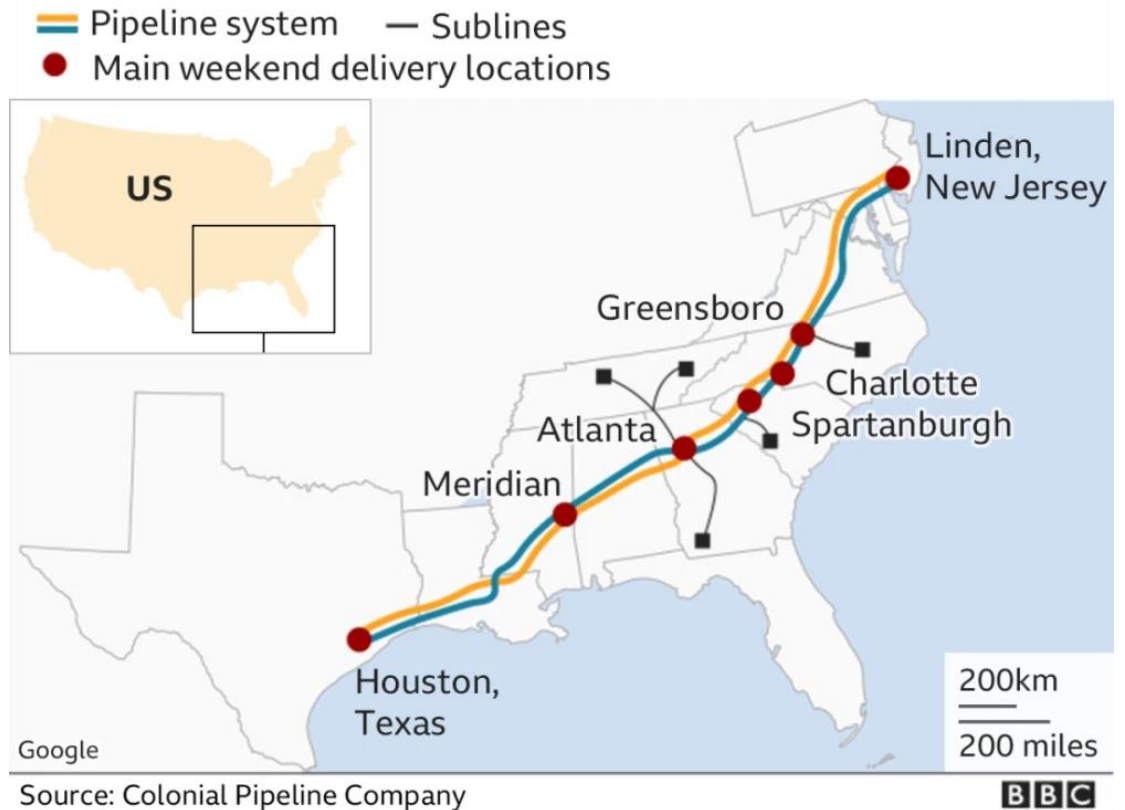 Pipeline system
Sublines
Main weekend delivery locations
US
Linden,
New Jersey
Greensboro
Charlotte
Spartanburgh
Atlanta
Meridian
Houston,
Texas
200km
200 miles
Google
Source: Colonial Pipeline Company
BBC